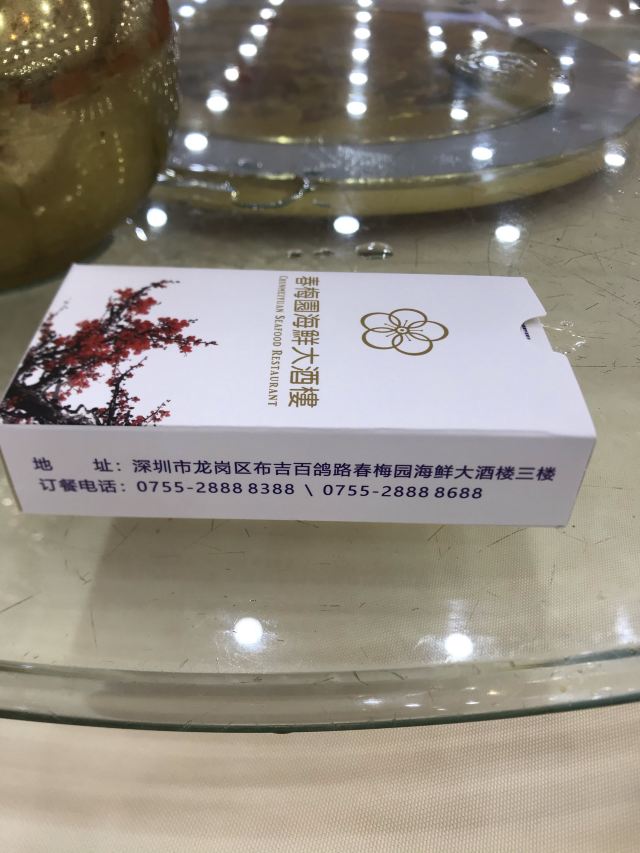 春梅園海鮮大酒樓
CHUNMEIYUAN SEAFOOD RESTAURANT
地 址：深圳市龙岗区布吉百鸽路春梅园海鲜大酒楼三楼
订餐电话：0755-2888 8388 \ 0755-2888 8688